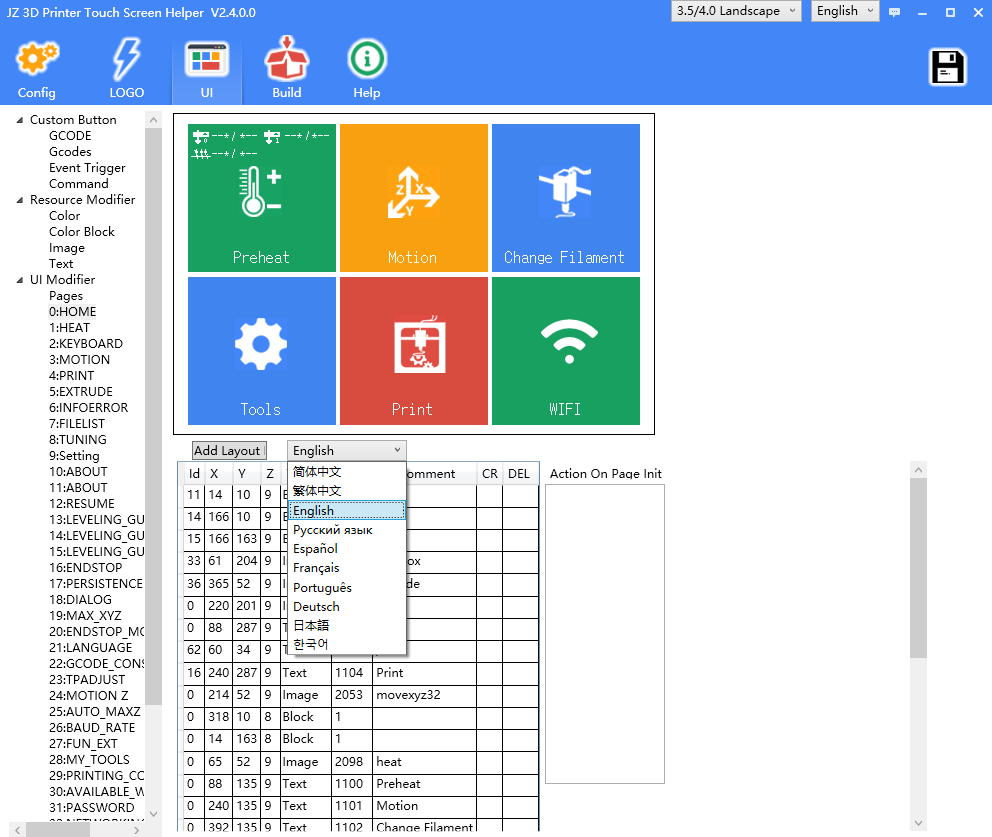 JZ 3D Printer Touch Screen Helper V2.4.0.0
3.5/4.0 Landscape
English
Config
LOGO
UI
Build
Help
Custom Button
GCODE
Gcodes
Event Trigger
Command
Resource Modifier
Color
Color Block
Image
Text
UI Modifier
Pages
0:HOME
1:HEAT
2:KEYBOARD
3:MOTION
4:PRINT
5:EXTRUDE
6:INFOERROR
7:FILELIST
8:TUNING
9:Setting
10:ABOUT
11:ABOUT
12:RESUME
13:LEVELING_GU
14:LEVELING_GU
15:LEVELING_GU
16:ENDSTOP
17:PERSISTENCE
18:DIALOG
19:MAX_XYZ
20:ENDSTOP_MO
21:LANGUAGE
22:GCODE_CONS
23:TPADJUST
24:MOTION Z
25:AUTO_MAXZ
26:BAUD_RATE
27:FUN_EXT
28:MY_TOOLS
29:PRINTING_CO
30:AVAILABLE_W
31:PASSWORD
0 --*/*-- 1 --*/*--
--*/*--
Preheat
Z X Y
Motion
Change Filament
Tools
Print
WIFI
Add Layout
English
简体中文
繁体中文
English
Русский язык
Español
Français
Português
Deutsch
日本語
한국어
Id X Y Z omment CR DEL
11 14 10 9
14 166 10 9
15 166 163 9
33 61 204 9 ox
36 365 52 9 de
0 220 201 9
0 88 287 9
62 60 34 9
16 240 287 9 Text 1104 Print
0 214 52 9 Image 2053 movexyz32
0 318 10 8 Block 1
0 14 163 8 Block 1
0 65 52 9 Image 2098 heat
0 88 135 9 Text 1100 Preheat
0 240 135 9 Text 1101 Motion
0 392 135 9 Text 1102 Change Filament
Action On Page Init